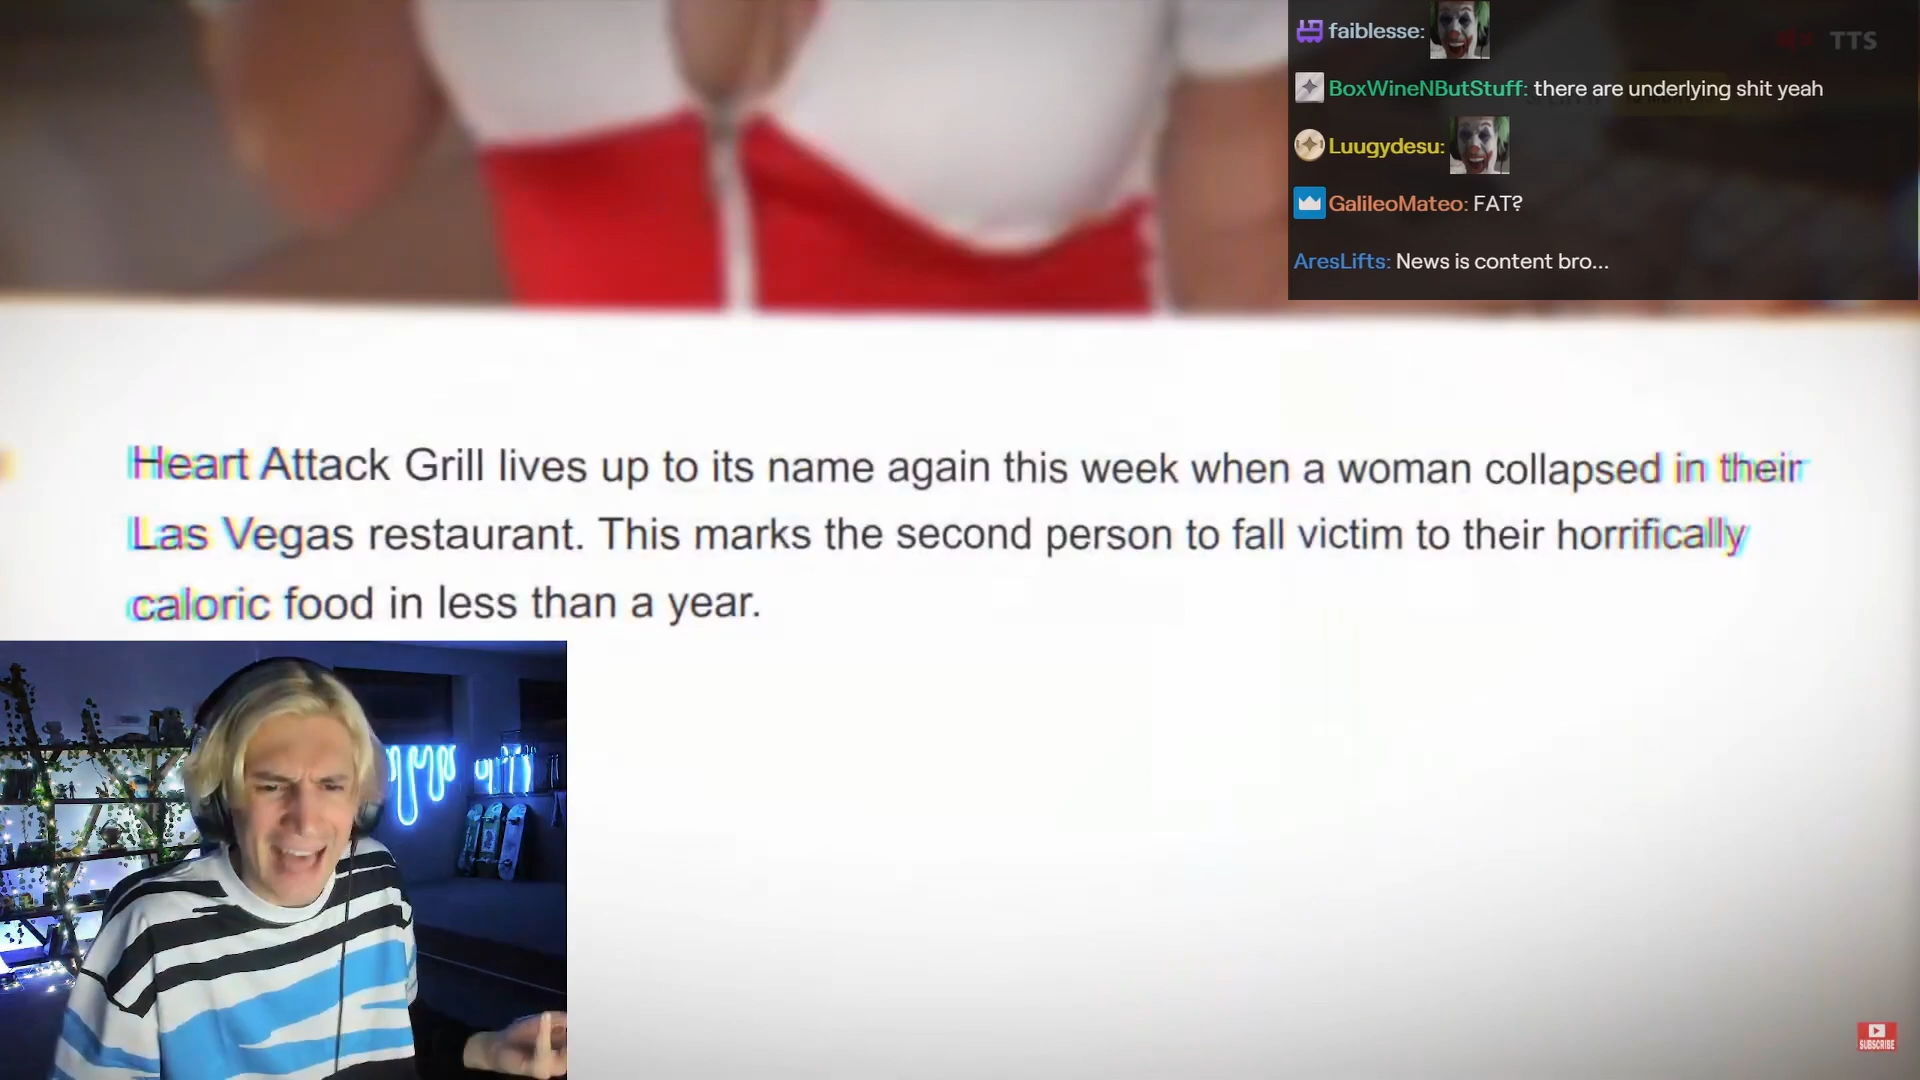 faiblesse:
TTS
BoxWineNButStuff: there are underlying shit yeah
Luugydesu:
GalileoMateo: FAT?
AresLifts: News is content bro...
Heart Attack Grill lives up to its name again this week when a woman collapsed in their
Las Vegas restaurant. This marks the second person to fall victim to their horrifically
caloric food in less than a year.
SUBSCRIBE